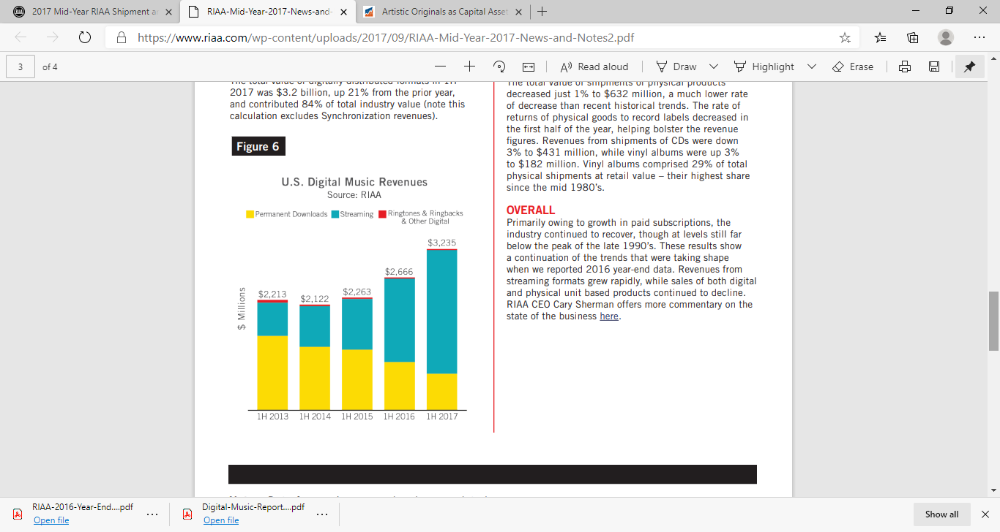 2017 Mid-Year RIAA Shipment a
RIAA-Mid-Year-2017-News-and-
Artistic Originals as Capital Asset
https://www.riaa.com/wp-content/uploads/2017/09/RIAA-Mid-Year-2017-News-and-Notes2.pdf
3 of 4
Read aloud
Draw
Highlight
Erase
The total value of digitally distributed formats in 1H
2017 was $3.2 billion, up 21% from the prior year,
and contributed 84% of total industry value (note this
calculation excludes Synchronization revenues).
Figure 6
U.S. Digital Music Revenues
Source: RIAA
Permanent Downloads Streaming Ringtones & Ringbacks
& Other Digital
$ Millions
$2,213
$2,122
$2,263
$2,666
$3,235
1H 2013 1H 2014 1H 2015 1H 2016 1H 2017
The total value of shipments of physical products
decreased just 1% to $632 million, a much lower rate
of decrease than recent historical trends. The rate of
returns of physical goods to record labels decreased in
the first half of the year, helping bolster the revenue
figures. Revenues from shipments of CDs were down
3% to $431 million, while vinyl albums were up 3%
to $182 million. Vinyl albums comprised 29% of total
physical shipments at retail value – their highest share
since the mid 1980's.
OVERALL
Primarily owing to growth in paid subscriptions, the
industry continued to recover, though at levels still far
below the peak of the late 1990's. These results show
a continuation of the trends that were taking shape
when we reported 2016 year-end data. Revenues from
streaming formats grew rapidly, while sales of both digital
and physical unit based products continued to decline.
RIAA CEO Cary Sherman offers more commentary on the
state of the business here.
RIAA-2016-Year-End....pdf
Open file
Digital-Music-Report....pdf
Open file
Show all